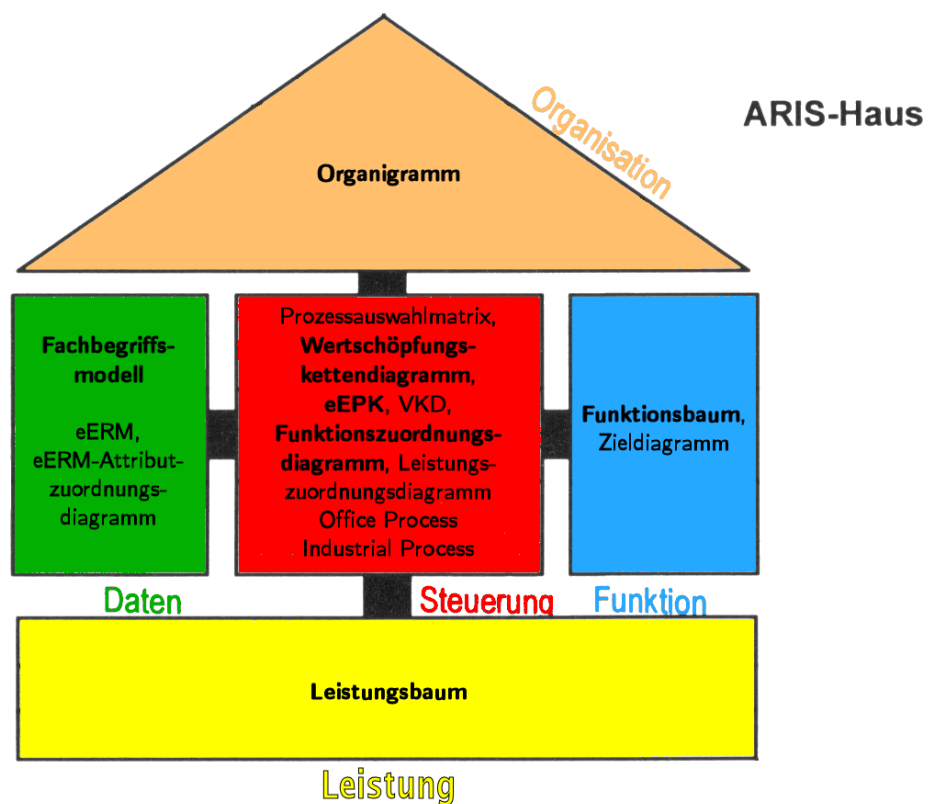 ARIS-Haus
Organisation
Organigramm
Fachbegriffs-
modell
eERM,
eERM-Attribut-
zuordnungs-
diagramm
Daten
Prozessauswahlmatrix,
Wertschöpfungs-
kettendiagramm,
eEPK, VKD,
Funktionszuordnungs-
diagramm, Leistungs-
zuordnungsdiagramm
Office Process
Industrial Process
Steuerung
Funktionsbaum,
Zieldiagramm
Funktion
Leistungsbaum
Leistung